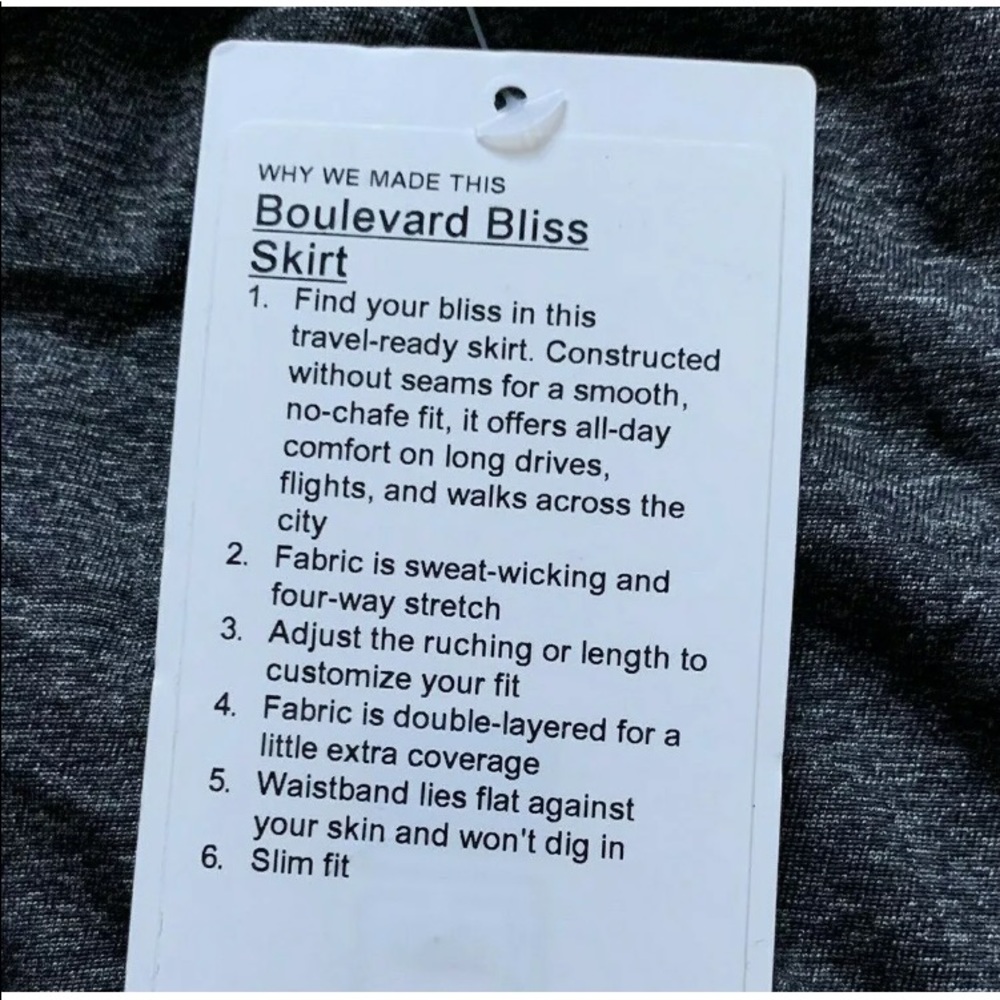 WHY WE MADE THIS
Boulevard Bliss
Skirt
1. Find your bliss in this
travel-ready skirt. Constructed
without seams for a smooth,
no-chafe fit, it offers all-day
comfort on long drives,
flights, and walks across the
city
2. Fabric is sweat-wicking and
four-way stretch
3. Adjust the ruching or length to
customize your fit
4. Fabric is double-layered for a
little extra coverage
5. Waistband lies flat against
your skin and won't dig in
6. Slim fit